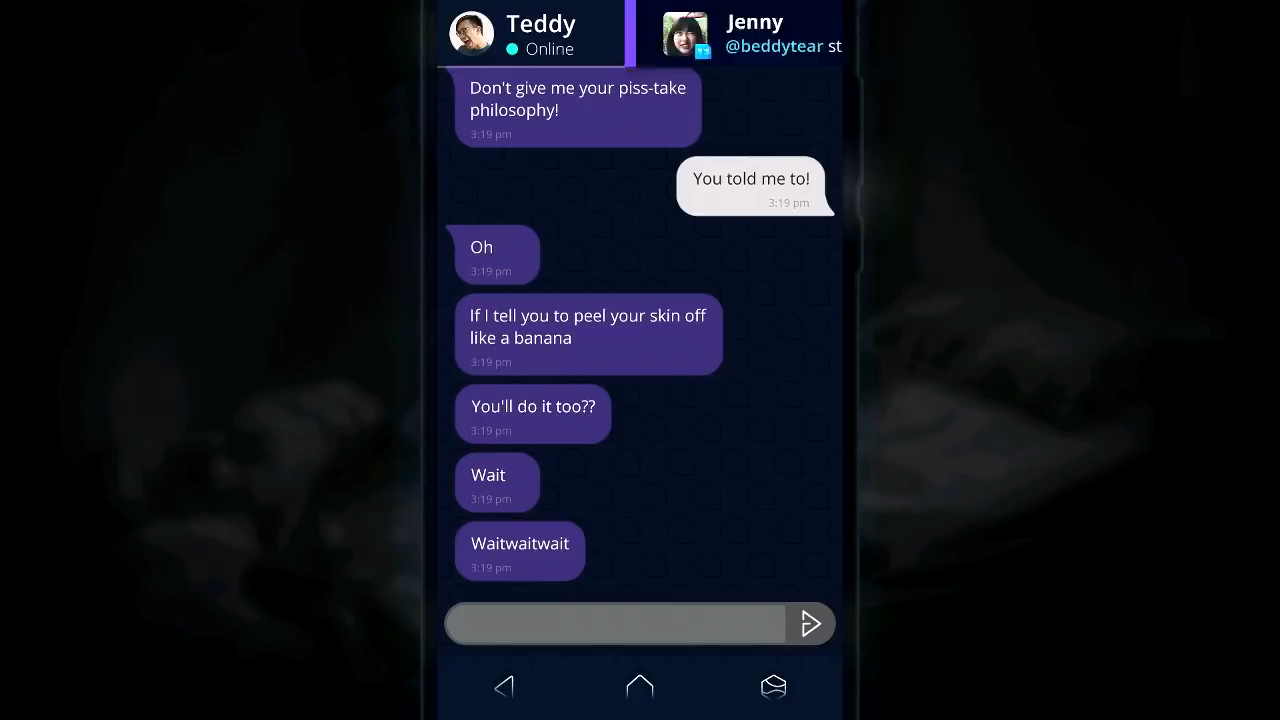 Teddy
Online
Jenny
@beddytear st
Don't give me your piss-take
philosophy!
3:19 pm
You told me to!
3:19 pm
Oh
3:19 pm
If I tell you to peel your skin off
like a banana
3:19 pm
You'll do it too??
3:19 pm
Wait
3:19 pm
Waitwaitwait
3:19 pm